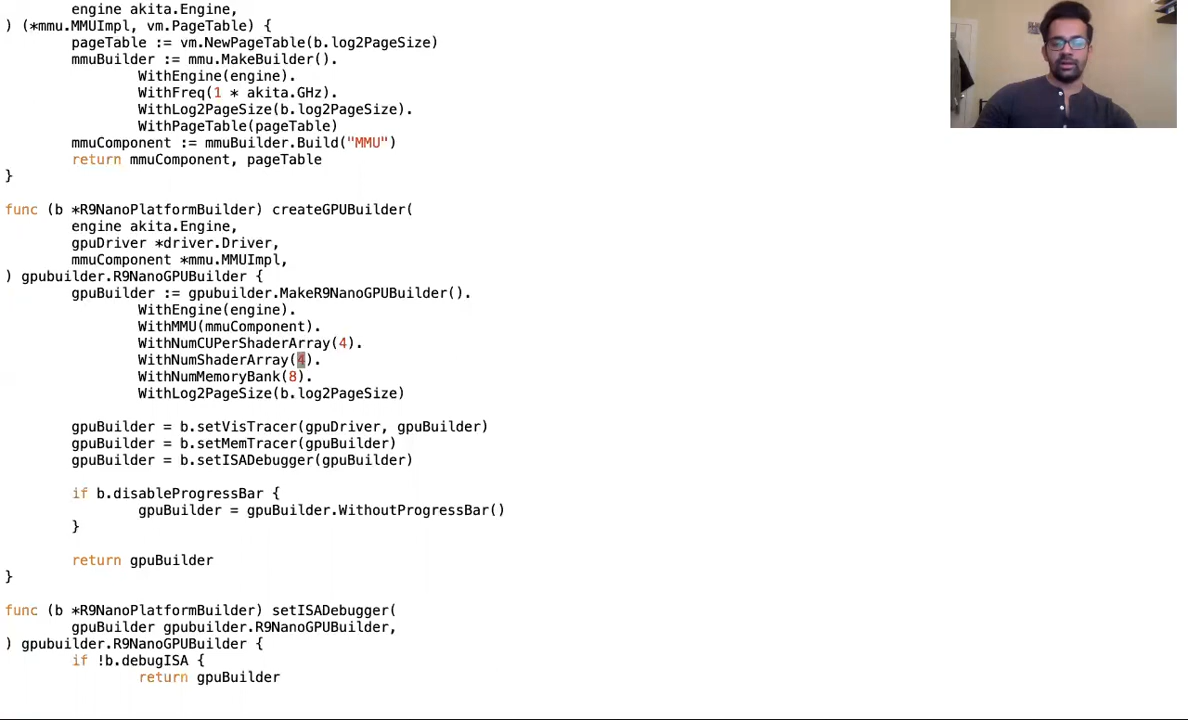 engine akita.Engine,
) (*mmu.MMUImpl, vm.PageTable) {
pageTable := vm.NewPageTable(b.log2PageSize)
mmuBuilder := mmu.MakeBuilder().
WithEngine(engine).
WithFreq(1 * akita.GHz).
WithLog2PageSize(b.log2PageSize).
WithPageTable(pageTable)
mmuComponent := mmuBuilder.Build("MMU")
return mmuComponent, pageTable
}
func (b *R9NanoPlatformBuilder) createGPUBuilder(
engine akita.Engine,
gpuDriver *driver.Driver,
mmuComponent *mmu.MMUImpl,
) gpubuilder.R9NanoGPUBuilder {
gpuBuilder := gpubuilder.MakeR9NanoGPUBuilder().
WithEngine(engine).
WithMMU(mmuComponent).
WithNumCUPerShaderArray(4).
WithNumShaderArray(4).
WithNumMemoryBank(8).
WithLog2PageSize(b.log2PageSize)
gpuBuilder = b.setVisTracer(gpuDriver, gpuBuilder)
gpuBuilder = b.setMemTracer(gpuBuilder)
gpuBuilder = b.setISADebugger(gpuBuilder)
if b.disableProgressBar {
gpuBuilder = gpuBuilder.WithoutProgressBar()
}
return gpuBuilder
}
func (b *R9NanoPlatformBuilder) setISADebugger(
gpuBuilder gpubuilder.R9NanoGPUBuilder,
) gpubuilder.R9NanoGPUBuilder {
if !b.debugISA {
return gpuBuilder